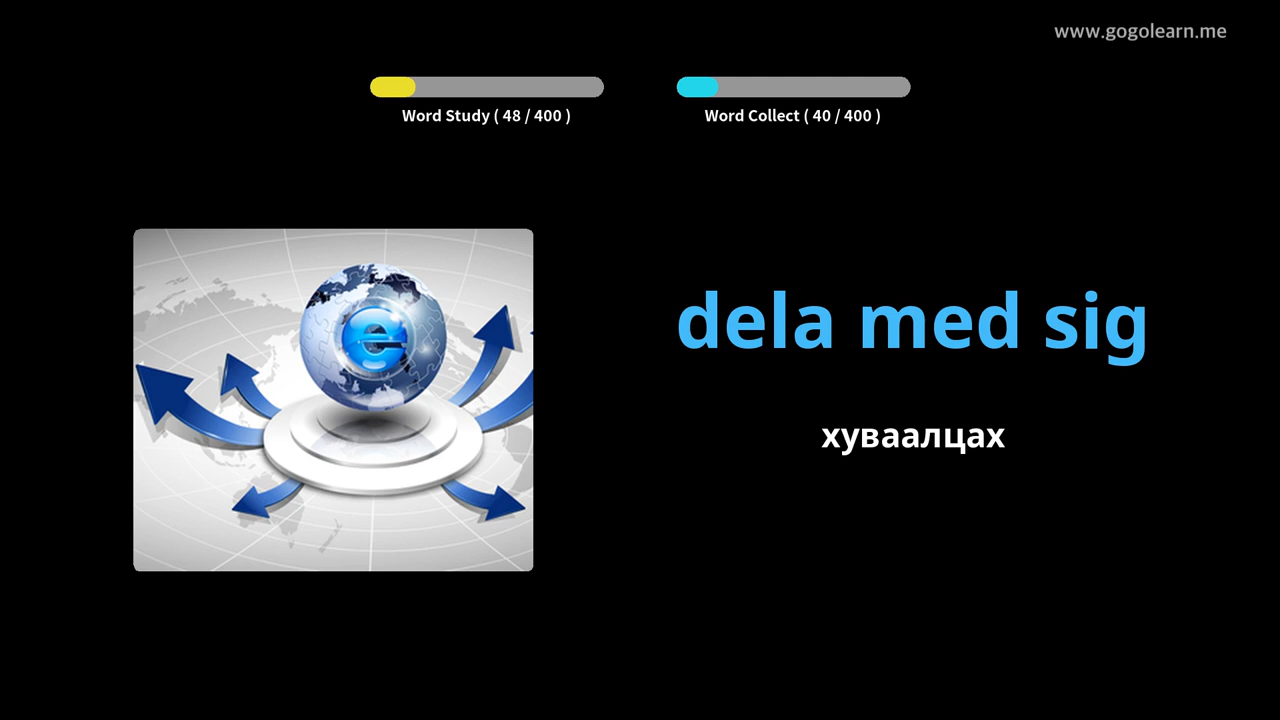 www.gogolearn.me
Word Study ( 48 / 400 )
Word Collect ( 40 / 400 )
e
dela med sig
хуваалцах